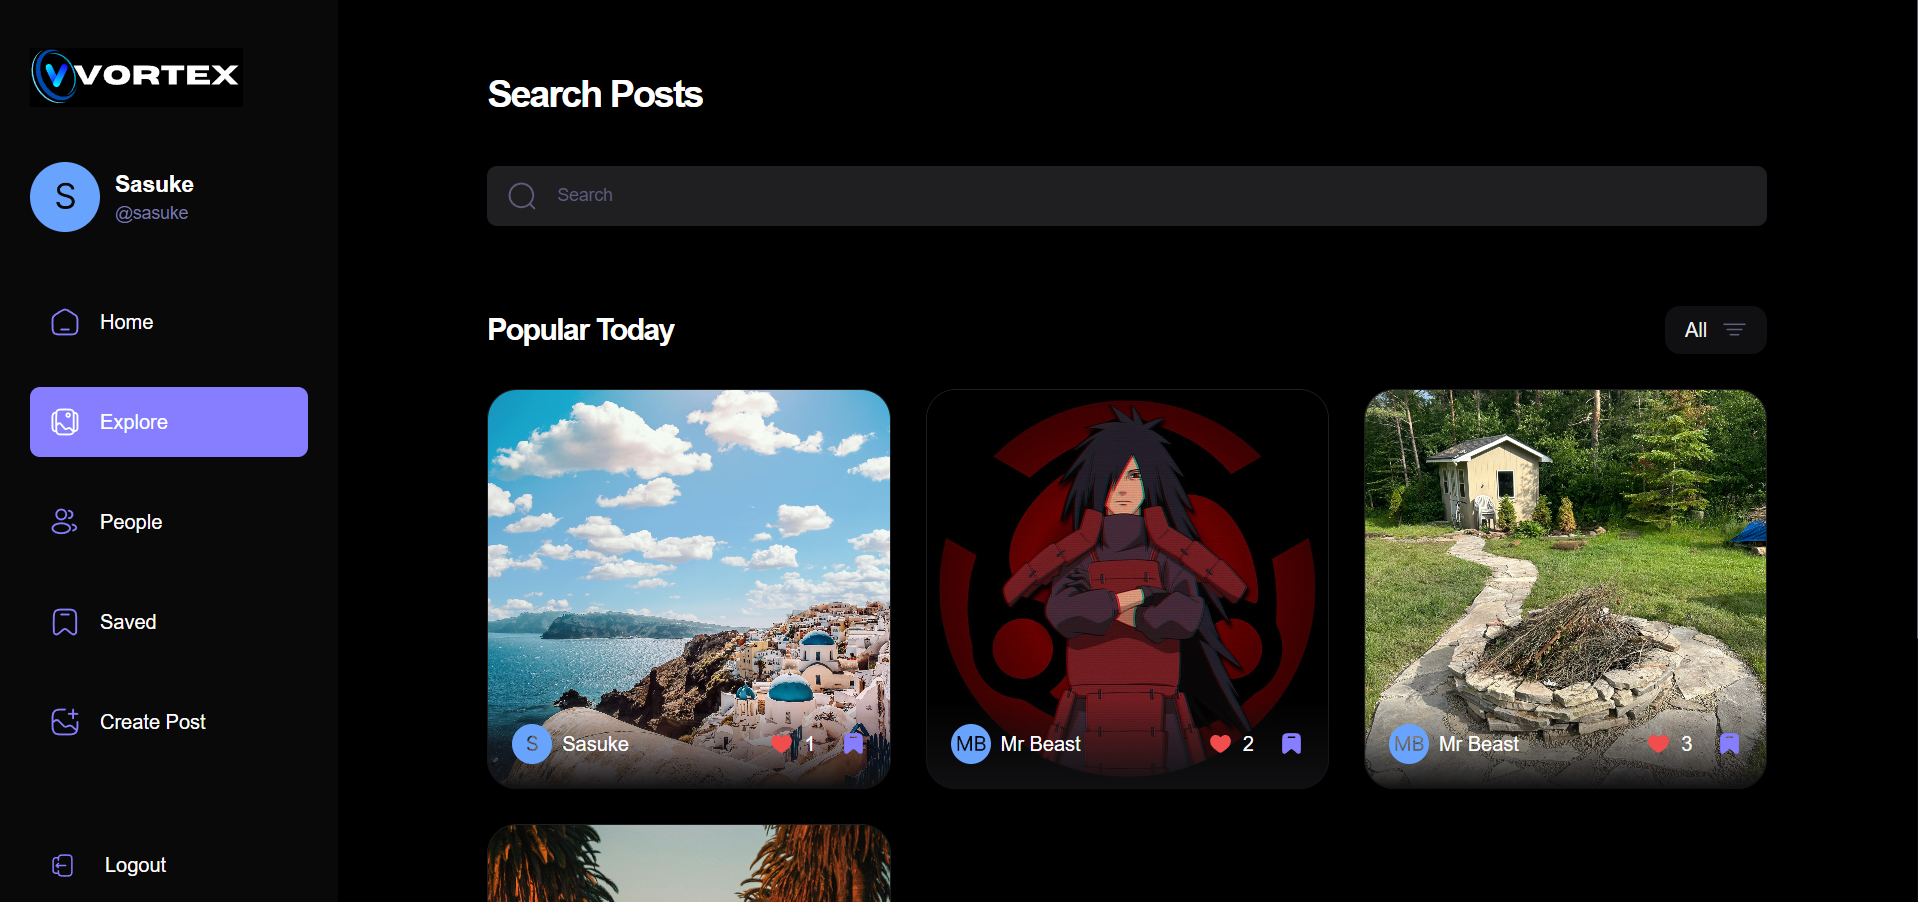 VORTEX
S
Sasuke
@sasuke
Home
Explore
People
Saved
Create Post
Logout
Search Posts
Search
Popular Today
All
S Sasuke 1
MB Mr Beast 2
MB Mr Beast 3